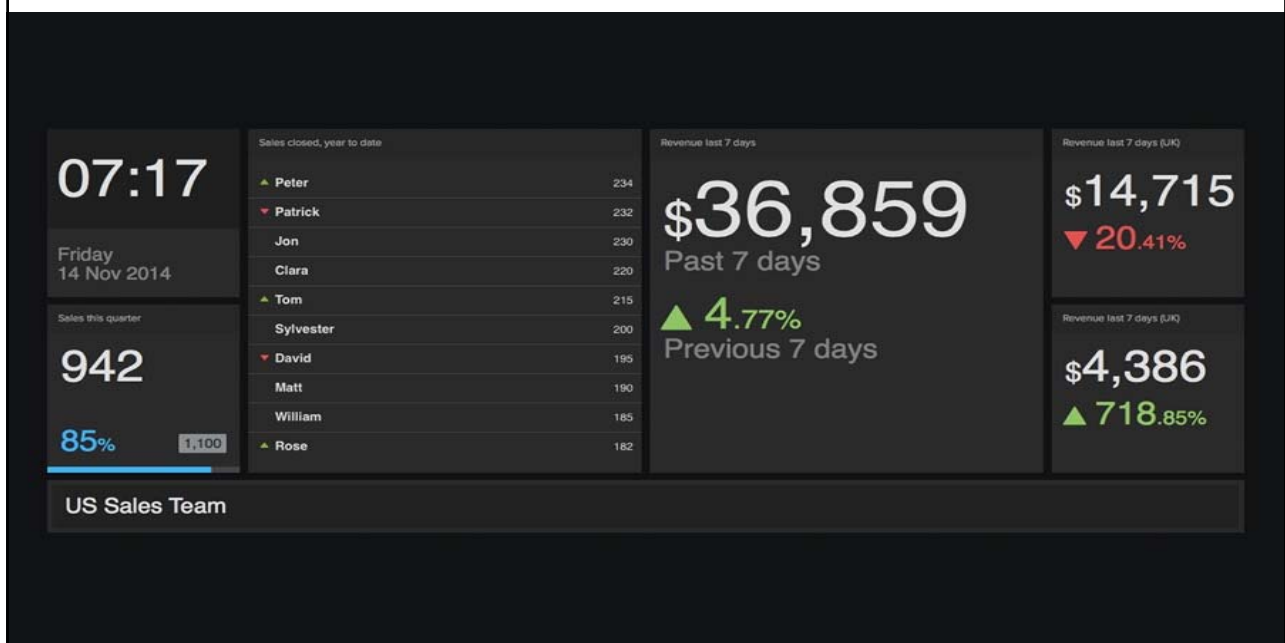 07:17
Friday
14 Nov 2014
Sales this quarter
942
85%
1,100
Sales closed, year to date
Peter 234
Patrick 232
Jon 230
Clara 220
Tom 215
Sylvester 200
David 195
Matt 190
William 185
Rose 182
Revenue last 7 days
$36,859
Past 7 days
4.77%
Previous 7 days
Revenue last 7 days (UK)
$14,715
20.41%
Revenue last 7 days (UK)
$4,386
718.85%
US Sales Team